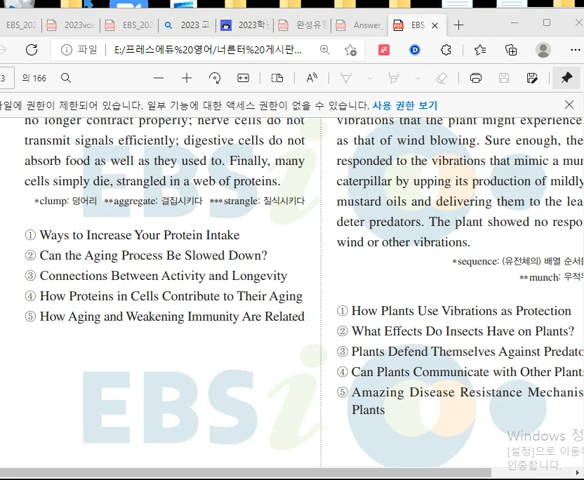 EBS_202
2023voc
EBS_202
2023 고
2023학년
완성유형
Answer
EBS
파일
E:/프레스에듀%20영어/너른터%20게시판...
3
의 166
파일에 권한이 제한되어 있습니다. 일부 기능에 대한 액세스 권한이 없을 수 있습니다. 사용 권한 보기
no longer contract properly; nerve cells do not
transmit signals efficiently; digestive cells do not
absorb food as well as they used to. Finally, many
cells simply die, strangled in a web of proteins.
*clump: 덩어리 **aggregate: 결집시키다 ***strangle: 질식시키다
① Ways to Increase Your Protein Intake
② Can the Aging Process Be Slowed Down?
③ Connections Between Activity and Longevity
④ How Proteins in Cells Contribute to Their Aging
⑤ How Aging and Weakening Immunity Are Related
vibrations that the plant might experience
as that of wind blowing. Sure enough, the
responded to the vibrations that mimic a mu
caterpillar by upping its production of mildly
mustard oils and delivering them to the lea
deter predators. The plant showed no respo
wind or other vibrations.
*sequence: (유전체의) 배열 순서를
**munch: 우적우
① How Plants Use Vibrations as Protection
② What Effects Do Insects Have on Plants?
③ Plants Defend Themselves Against Predato
④ Can Plants Communicate with Other Plant
⑤ Amazing Disease Resistance Mechanis
Plants
EBSi
EBSi
EBSi
Windows 정
[설정]으로 이동하
인증합니다.